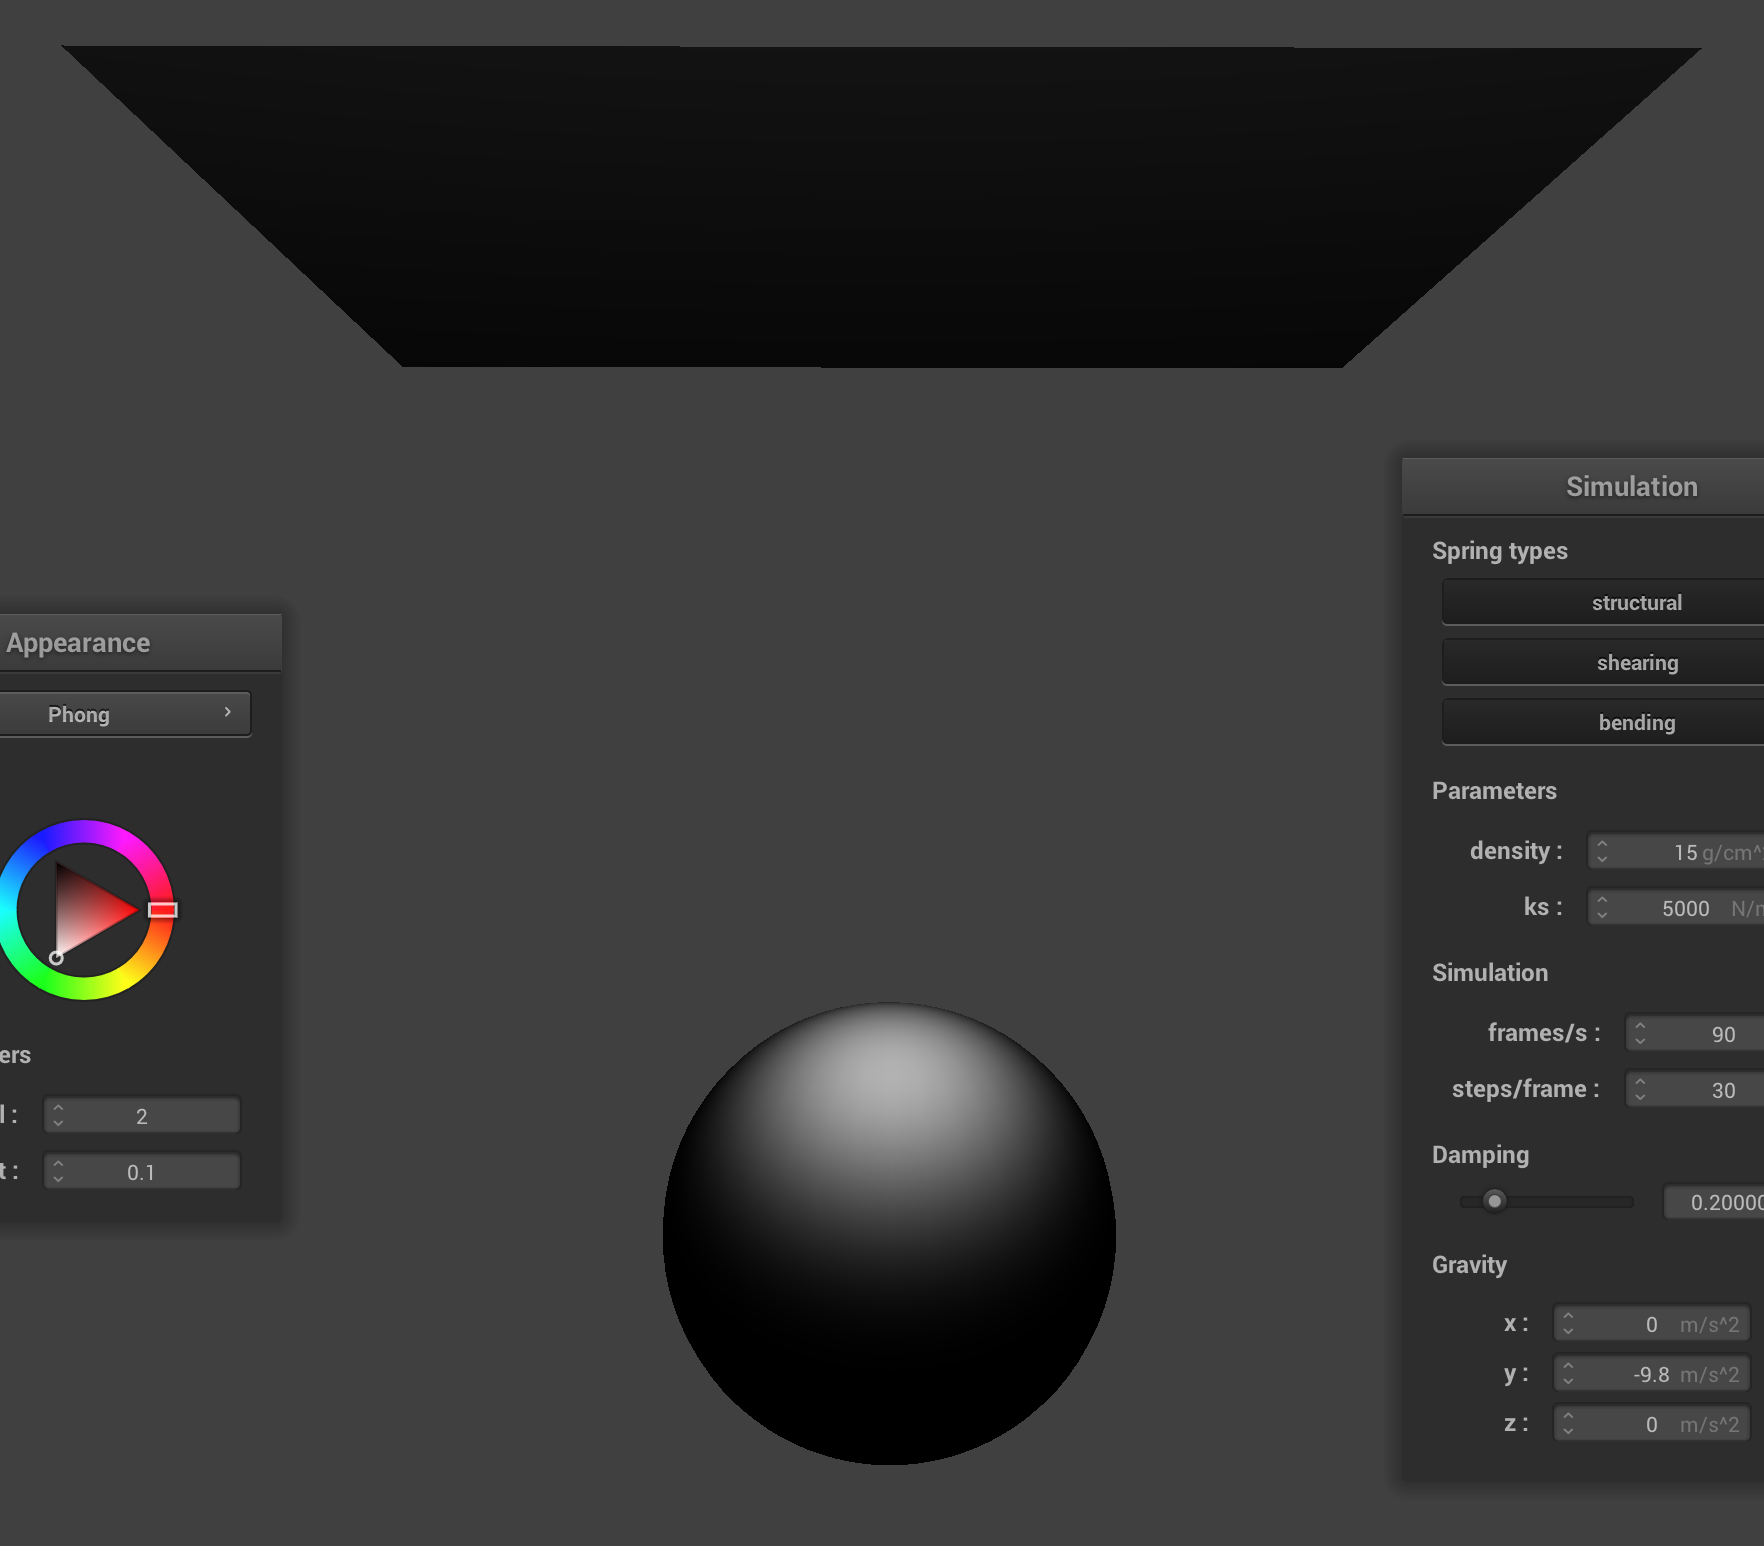 Simulation
Spring types
structural
shearing
bending
Parameters
density : 15 g/cm^
ks : 5000 N/
Simulation
frames/s : 90
steps/frame : 30
Damping
0.20000
Gravity
x : 0 m/s^2
y : -9.8 m/s^2
z : 0 m/s^2
Appearance
Phong
ers
l : 2
t : 0.1